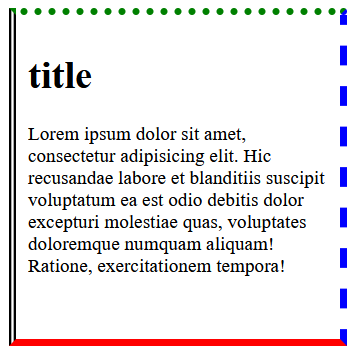 title
Lorem ipsum dolor sit amet,
consectetur adipisicing elit. Hic
recusandae labore et blanditiis suscipit
voluptatum ea est odio debitis dolor
excepturi molestiae quas, voluptates
doloremque numquam aliquam!
Ratione, exercitationem tempora!